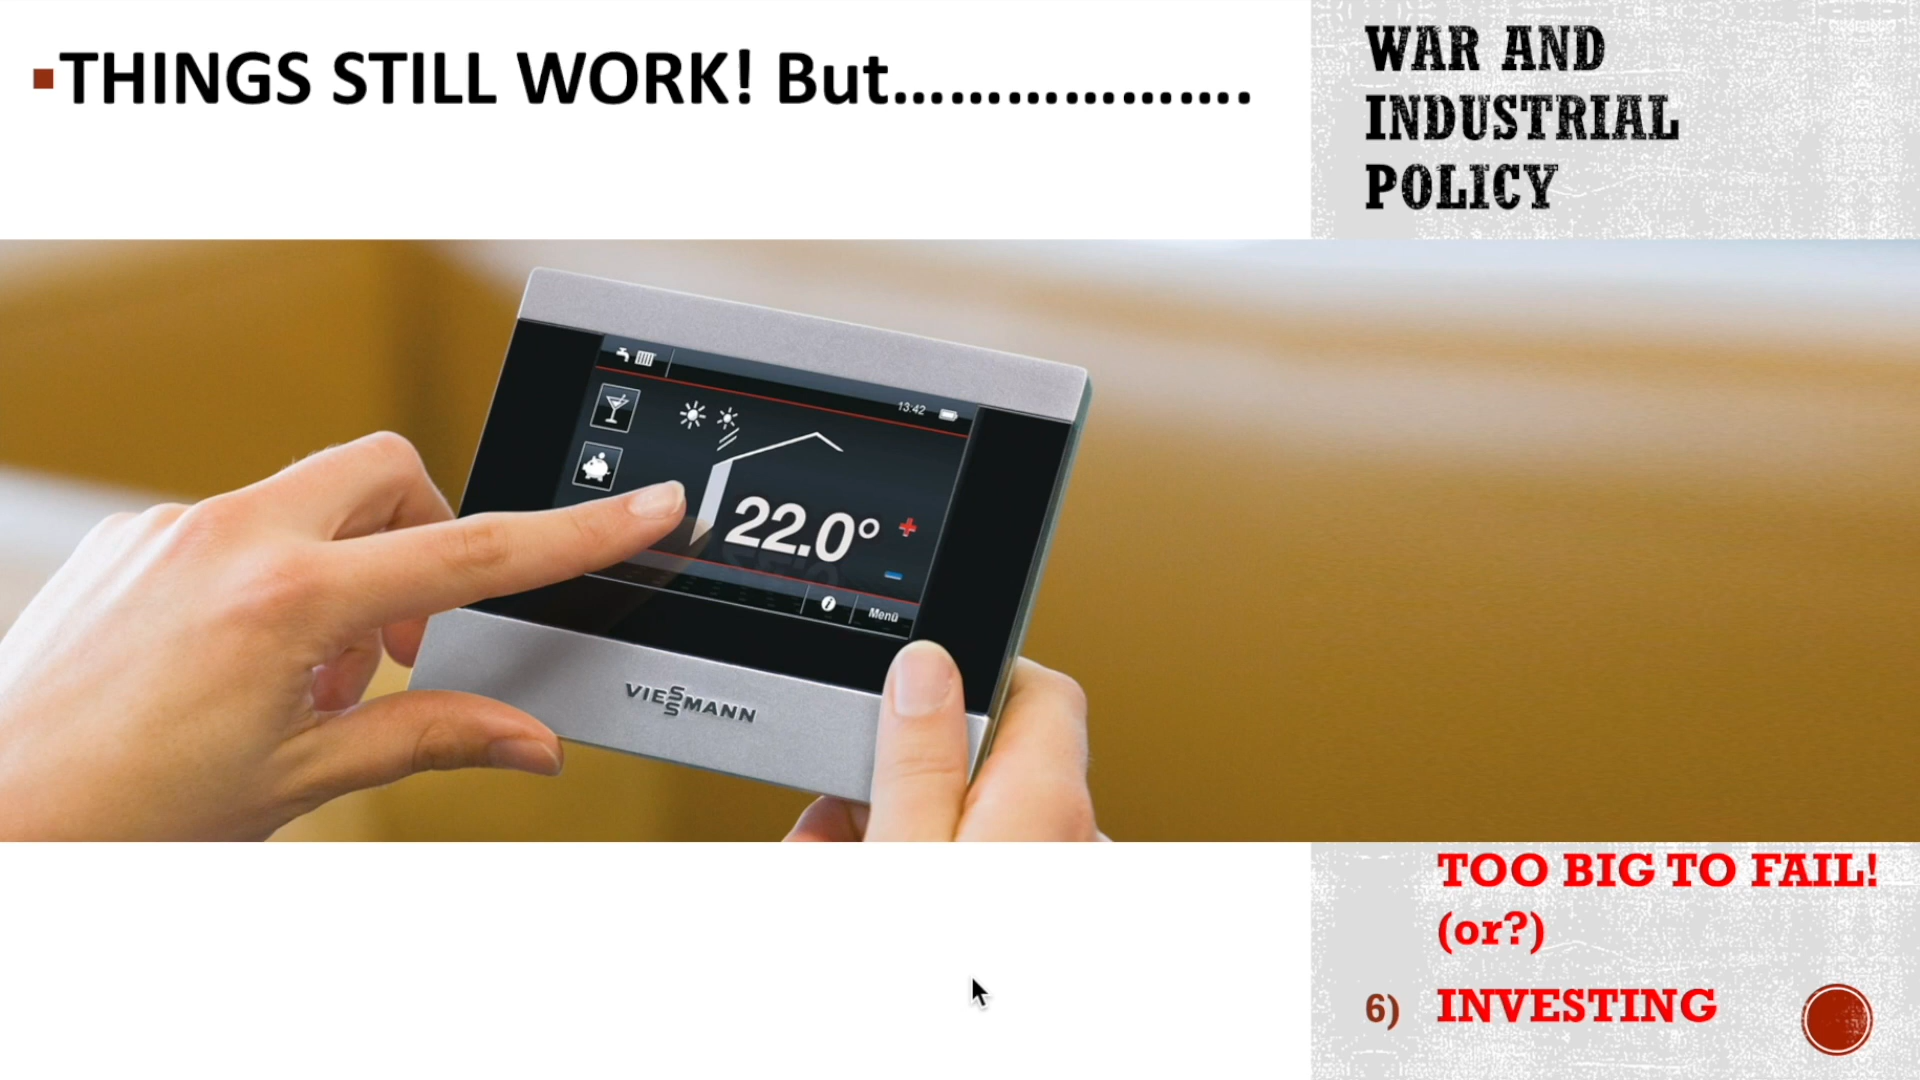 THINGS STILL WORK! But...................
WAR AND
INDUSTRIAL
POLICY
13:42
22.0°
Menü
VIESSMANN
TOO BIG TO FAIL!
(or?)
6) INVESTING